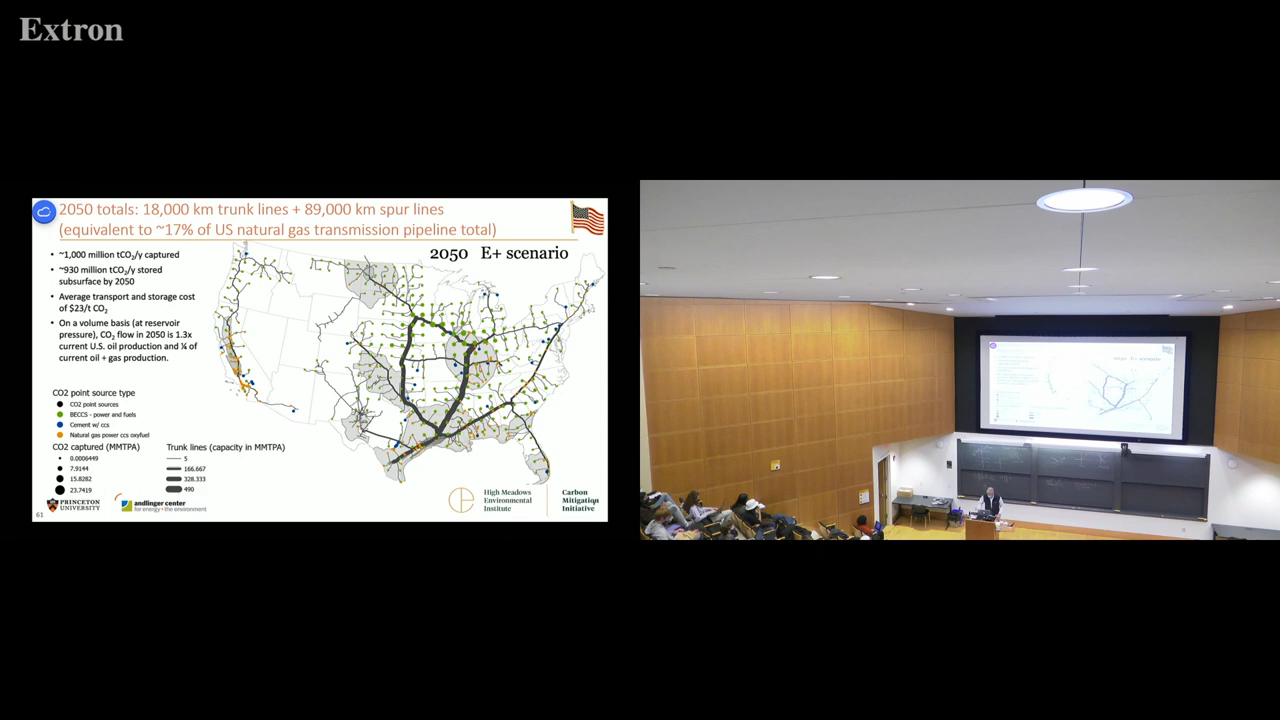 Extron
2050 totals: 18,000 km trunk lines + 89,000 km spur lines
(equivalent to ~17% of US natural gas transmission pipeline total)
2050 E+ scenario
• ~1,000 million tCO2/y captured
• ~930 million tCO2/y stored
subsurface by 2050
• Average transport and storage cost
of $23/t CO2
• On a volume basis (at reservoir
pressure), CO2 flow in 2050 is 1.3x
current U.S. oil production and ¼ of
current oil + gas production.
CO2 point source type
CO2 point sources
BECCS - power and fuels
Cement w/ ccs
Natural gas power ccs oxyfuel
CO2 captured (MMTPA)
0.0006449
7.9144
15.8282
23.7419
Trunk lines (capacity in MMTPA)
5
166.667
328.333
490
PRINCETON
UNIVERSITY
andlinger center
for energy+the environment
High Meadows
Environmental
Institute
Carbon
Mitigation
Initiative
61
E+ scenario